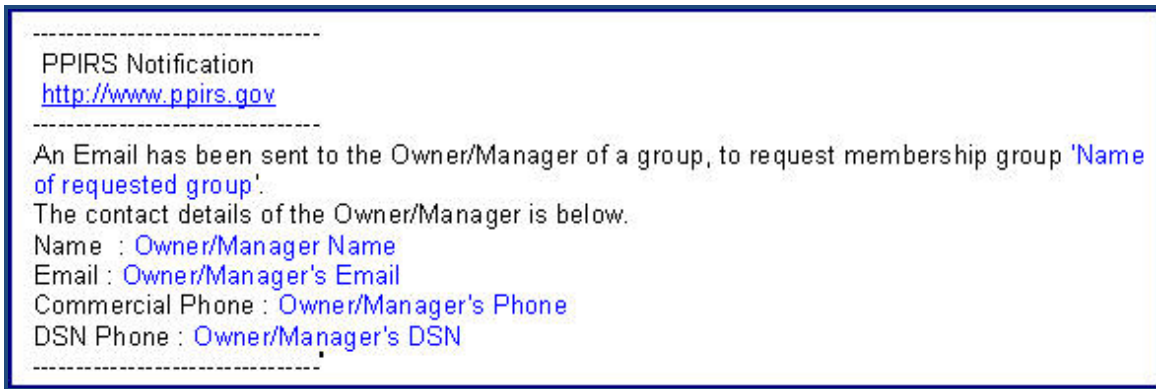 ---------------------------------
PPIRS Notification
http://www.ppirs.gov
---------------------------------
An Email has been sent to the Owner/Manager of a group, to request membership group 'Name
of requested group'.
The contact details of the Owner/Manager is below.
Name : Owner/Manager Name
Email : Owner/Manager's Email
Commercial Phone : Owner/Manager's Phone
DSN Phone : Owner/Manager's DSN
---------------------------------